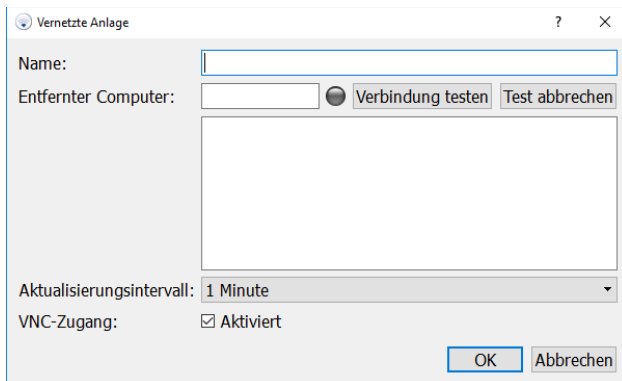 Vernetzte Anlage ? ×
Name:
Entfernter Computer: Verbindung testen Test abbrechen
Aktualisierungsintervall: 1 Minute
VNC-Zugang: Aktiviert
OK Abbrechen